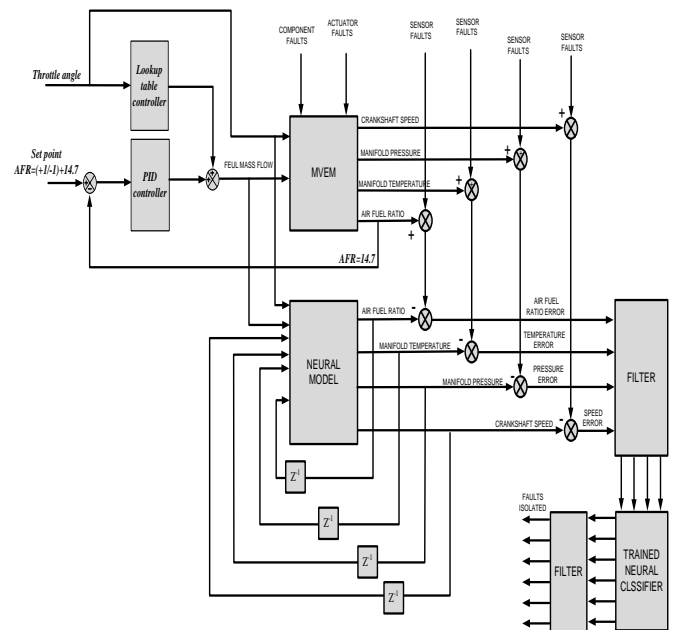 COMPONENT
FAULTS
ACTUATOR
FAULTS
SENSOR
FAULTS
SENSOR
FAULTS
SENSOR
FAULTS
SENSOR
FAULTS
Throttle angle
Lookup
table
controller
Set point
AFR=(+1/-1)+14.7
PID
controller
FEUL MASS FLOW
MVEM
CRANKSHAFT SPEED
MANIFOLD PRESSURE
MANIFOLD TEMPERATURE
AIR FUEL RATIO
AFR=14.7
NEURAL
MODEL
AIR FUEL RATIO
MANIFOLD TEMPERATURE
MANIFOLD PRESSURE
CRANKSHAFT SPEED
AIR FUEL
RATIO ERROR
TEMPERATURE
ERROR
PRESSURE
ERROR
SPEED
ERROR
FILTER
Z⁻¹
Z⁻¹
Z⁻¹
Z⁻¹
FAULTS
ISOLATED
FILTER
TRAINED
NEURAL
CLSSIFIER